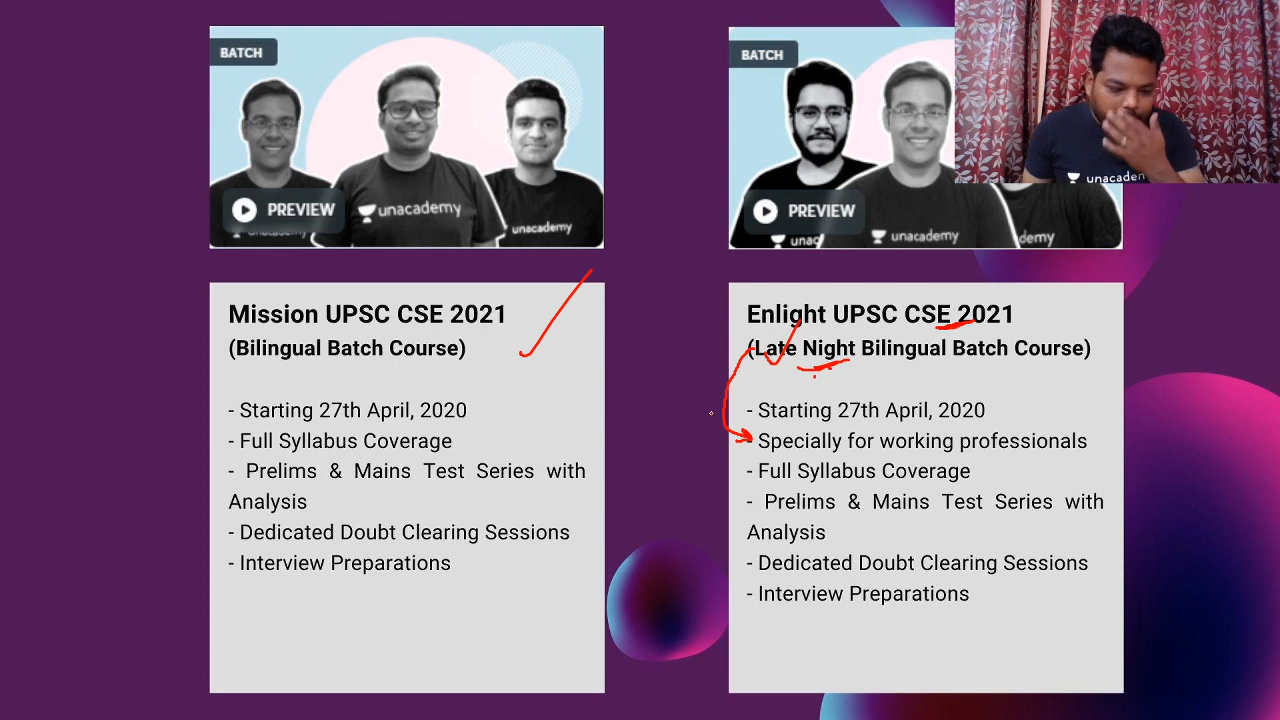 BATCH
PREVIEW
unacademy
unacademy
Mission UPSC CSE 2021
(Bilingual Batch Course)
- Starting 27th April, 2020
- Full Syllabus Coverage
- Prelims & Mains Test Series with
Analysis
- Dedicated Doubt Clearing Sessions
- Interview Preparations
BATCH
PREVIEW
unac
unacademy
demy
unacadem
Enlight UPSC CSE 2021
(Late Night Bilingual Batch Course)
- Starting 27th April, 2020
- Specially for working professionals
- Full Syllabus Coverage
- Prelims & Mains Test Series with
Analysis
- Dedicated Doubt Clearing Sessions
- Interview Preparations